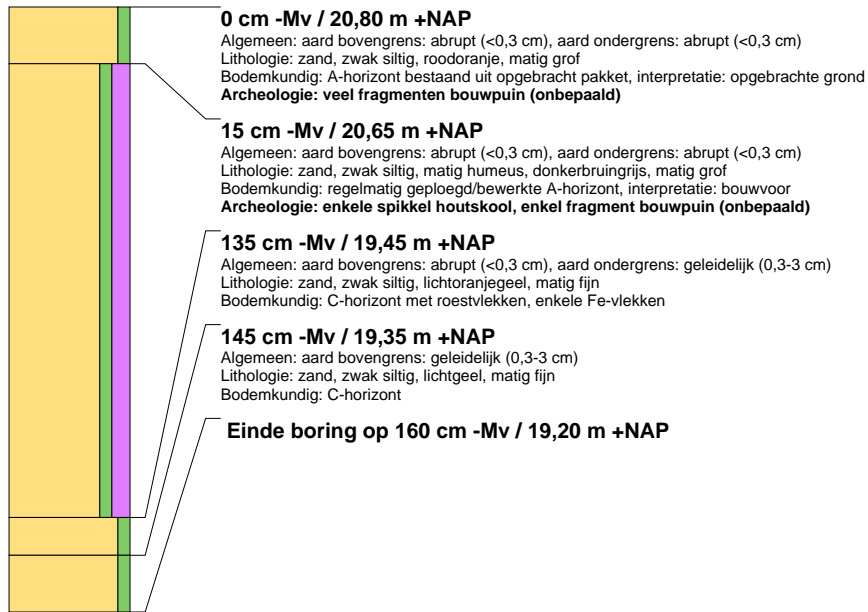 0 cm -Mv / 20,80 m +NAP
Algemeen: aard bovengrens: abrupt (<0,3 cm), aard ondergrens: abrupt (<0,3 cm)
Lithologie: zand, zwak siltig, roodoranje, matig grof
Bodemkundig: A-horizont bestaand uit opgebracht pakket, interpretatie: opgebrachte grond
Archeologie: veel fragmenten bouwpuin (onbepaald)
15 cm -Mv / 20,65 m +NAP
Algemeen: aard bovengrens: abrupt (<0,3 cm), aard ondergrens: abrupt (<0,3 cm)
Lithologie: zand, zwak siltig, matig humeus, donkerbruingrijs, matig grof
Bodemkundig: regelmatig geploegd/bewerkte A-horizont, interpretatie: bouwvoor
Archeologie: enkele spikkel houtskool, enkel fragment bouwpuin (onbepaald)
135 cm -Mv / 19,45 m +NAP
Algemeen: aard bovengrens: abrupt (<0,3 cm), aard ondergrens: geleidelijk (0,3-3 cm)
Lithologie: zand, zwak siltig, lichtoranjegeel, matig fijn
Bodemkundig: C-horizont met roestvlekken, enkele Fe-vlekken
145 cm -Mv / 19,35 m +NAP
Algemeen: aard bovengrens: geleidelijk (0,3-3 cm)
Lithologie: zand, zwak siltig, lichtgeel, matig fijn
Bodemkundig: C-horizont
Einde boring op 160 cm -Mv / 19,20 m +NAP